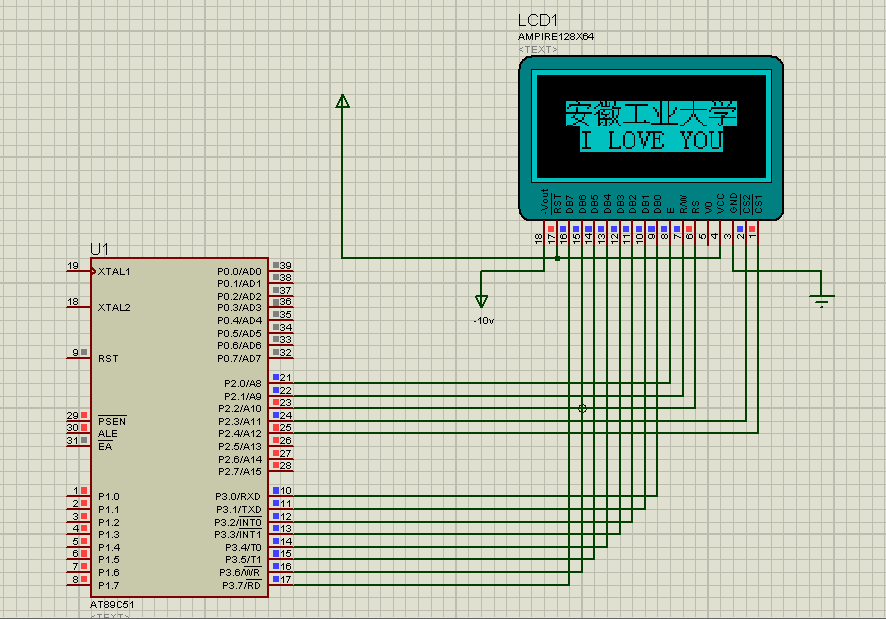 LCD1
AMPIRE128X64
<TEXT>
安徽工业大学
I LOVE YOU
-Vout
RST
DB7
DB6
DB5
DB4
DB3
DB2
DB1
DB0
E
R/W
RS
V0
VCC
GND
CS2
CS1
18
17
16
15
14
13
12
11
10
9
8
7
6
5
4
3
2
1
-10v
U1
19 XTAL1
18 XTAL2
9 RST
29 PSEN
30 ALE
31 EA
1 P1.0
2 P1.1
3 P1.2
4 P1.3
5 P1.4
6 P1.5
7 P1.6
8 P1.7
P0.0/AD0 39
P0.1/AD1 38
P0.2/AD2 37
P0.3/AD3 36
P0.4/AD4 35
P0.5/AD5 34
P0.6/AD6 33
P0.7/AD7 32
P2.0/A8 21
P2.1/A9 22
P2.2/A10 23
P2.3/A11 24
P2.4/A12 25
P2.5/A13 26
P2.6/A14 27
P2.7/A15 28
P3.0/RXD 10
P3.1/TXD 11
P3.2/INT0 12
P3.3/INT1 13
P3.4/T0 14
P3.5/T1 15
P3.6/WR 16
P3.7/RD 17
AT89C51
<TEXT>